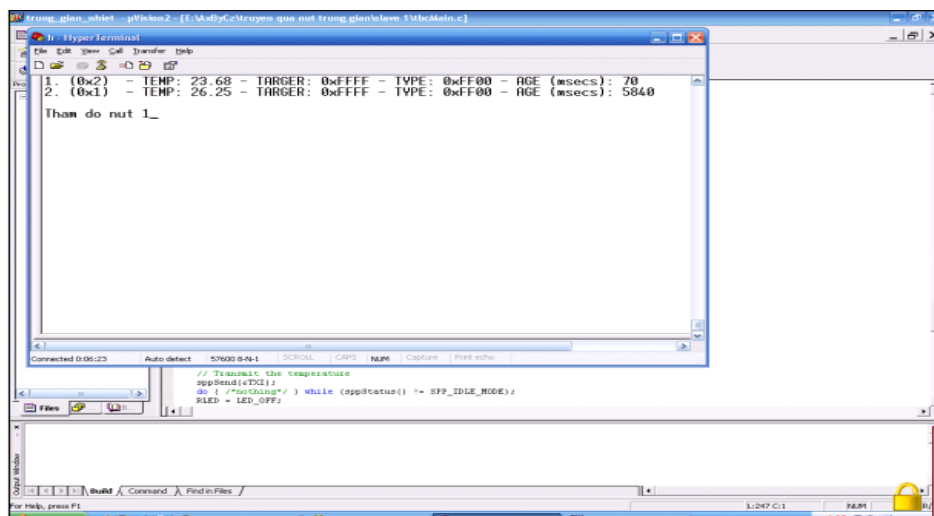 trung_gian_nhiet - µVision2 - [E:\AxByCz\truyen qua not trung gian\slave 1\tbcMain.c]
h - HyperTerminal
File Edit View Call Transfer Help
1. (0x2) - TEMP: 23.68 - TARGER: 0xFFFF - TYPE: 0xFF00 - AGE (msecs): 70
2. (0x1) - TEMP: 26.25 - TARGER: 0xFFFF - TYPE: 0xFF00 - AGE (msecs): 5840
Tham do nut 1_
Connected 0:06:23 Auto detect 57600 8-N-1 SCROLL CAPS NUM Capture Print echo
// Transmit the temperature
sppSend(&TXI);
do { /*nothing*/ } while (sppStatus() != SPP_IDLE_MODE);
RLED = LED_OFF;
Files
Output Window
Build Command Find in Files
For Help, press F1 L:247 C:1 NUM R/